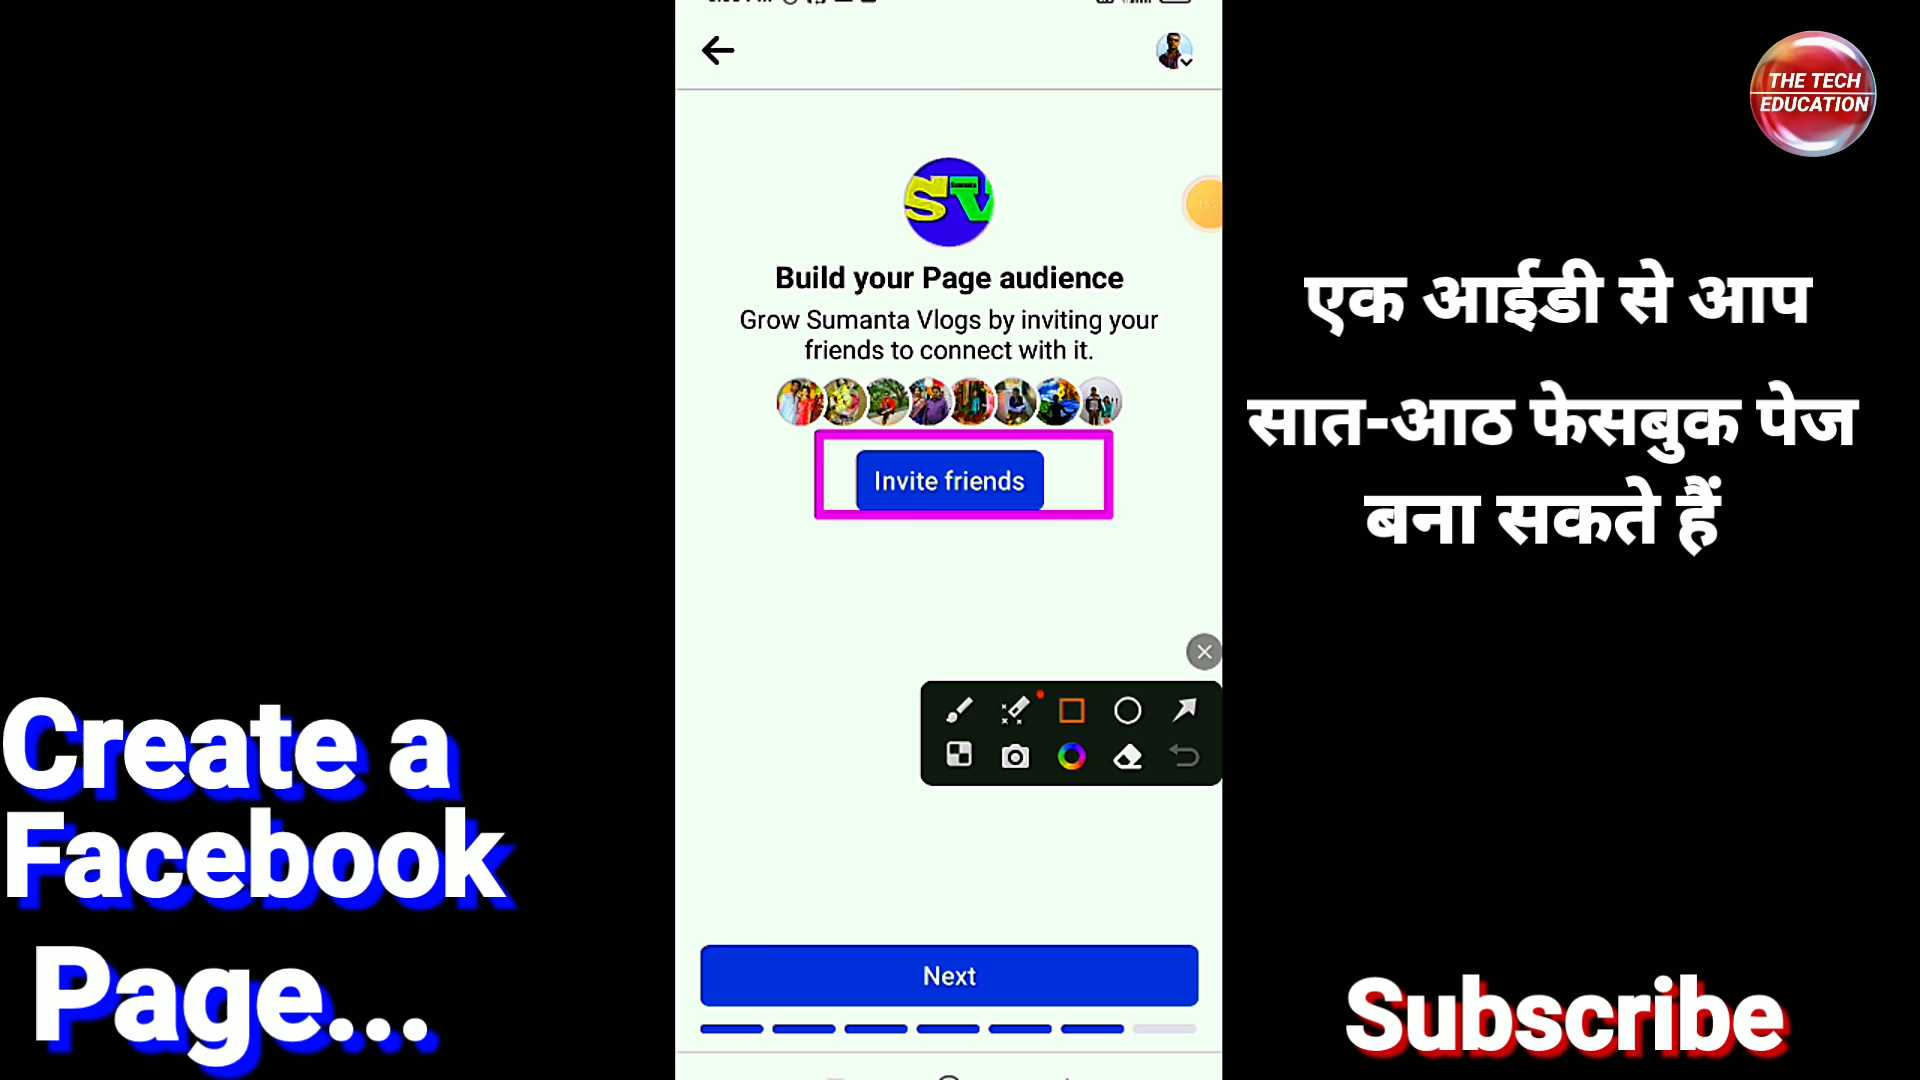 THE TECH
EDUCATION
SV
Build your Page audience
Grow Sumanta Vlogs by inviting your
friends to connect with it.
Invite friends
Next
एक आईडी से आप
सात-आठ फेसबुक पेज
बना सकते हैं
Create a
Facebook
Page...
Subscribe